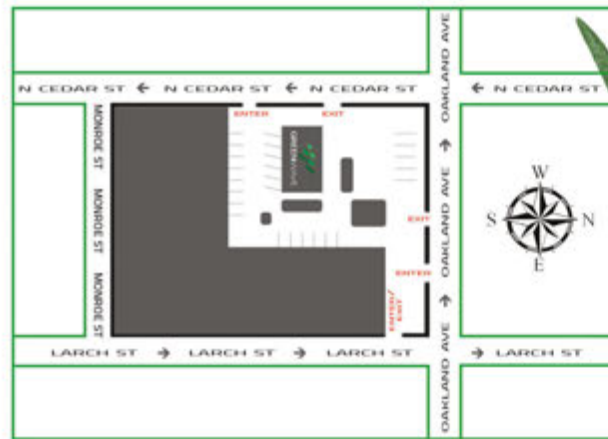 N CEDAR ST ← N CEDAR ST ← N CEDAR ST ← N CEDAR ST
OAKLAND AVE
OAKLAND AVE
OAKLAND AVE
OAKLAND AVE
MONROE ST
MONROE ST
MONROE ST
ENTER
EXIT
EXIT
ENTER
ENTER/
EXIT
W
S
N
E
LARCH ST → LARCH ST → LARCH ST → LARCH ST